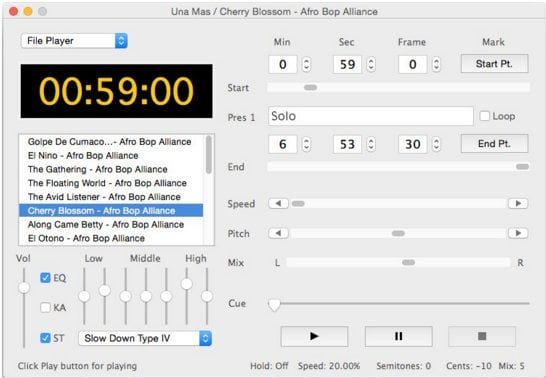 Una Mas / Cherry Blossom - Afro Bop Alliance
File Player
Min Sec Frame Mark
0 59 0 Start Pt.
00:59:00
Start
Pres 1 Solo Loop
6 53 30 End Pt.
End
Golpe De Cumaco...- Afro Bop Alliance
El Nino - Afro Bop Alliance
The Gathering - Afro Bop Alliance
The Floating World - Afro Bop Alliance
The Avid Listener - Afro Bop Alliance
Cherry Blossom - Afro Bop Alliance
Along Came Betty - Afro Bop Alliance
El Otono - Afro Bop Alliance
Speed
Pitch
Mix L R
Vol Low Middle High
EQ
KA
ST Slow Down Type IV
Cue
Click Play button for playing
Hold: Off Speed: 20.00% Semitones: 0 Cents: -10 Mix: 5